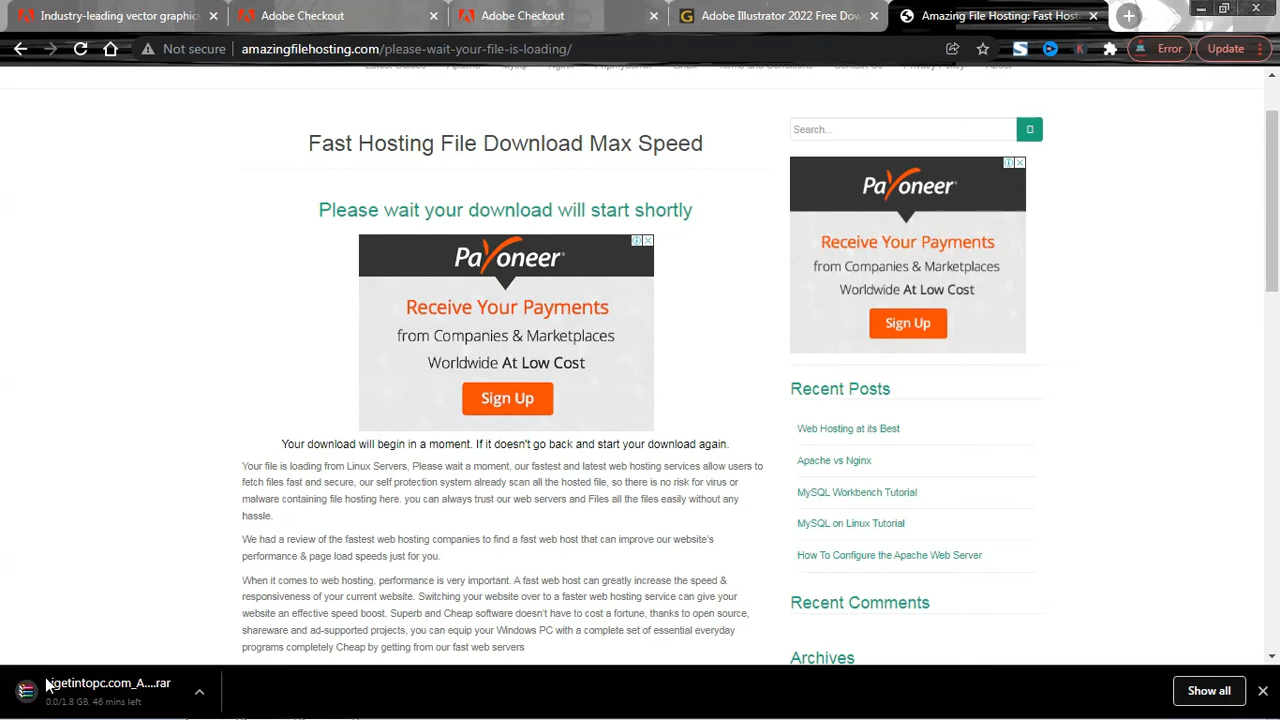 Industry-leading vector graphics
Adobe Checkout
Adobe Checkout
Adobe Illustrator 2022 Free Dow
Amazing File Hosting: Fast Host
Not secure
amazingfilehosting.com/please-wait-your-file-is-loading/
Error
Update
Fast Hosting File Download Max Speed
Please wait your download will start shortly
Payoneer
Receive Your Payments
from Companies & Marketplaces
Worldwide At Low Cost
Sign Up
Your download will begin in a moment. If it doesn't go back and start your download again.
Your file is loading from Linux Servers, Please wait a moment, our fastest and latest web hosting services allow users to
fetch files fast and secure, our self protection system already scan all the hosted file, so there is no risk for virus or
malware containing file hosting here. you can always trust our web servers and Files all the files easily without any
hassle.
We had a review of the fastest web hosting companies to find a fast web host that can improve our website's
performance & page load speeds just for you.
When it comes to web hosting, performance is very important. A fast web host can greatly increase the speed &
responsiveness of your current website. Switching your website over to a faster web hosting service can give your
website an effective speed boost. Superb and Cheap software doesn't have to cost a fortune, thanks to open source,
shareware and ad-supported projects, you can equip your Windows PC with a complete set of essential everyday
programs completely Cheap by getting from our fast web servers
Search...
Payoneer
Receive Your Payments
from Companies & Marketplaces
Worldwide At Low Cost
Sign Up
Recent Posts
Web Hosting at its Best
Apache vs Nginx
MySQL Workbench Tutorial
MySQL on Linux Tutorial
How To Configure the Apache Web Server
Recent Comments
Archives
igetintopc.com_A....rar
0.0/1.8 GB, 46 mins left
Show all